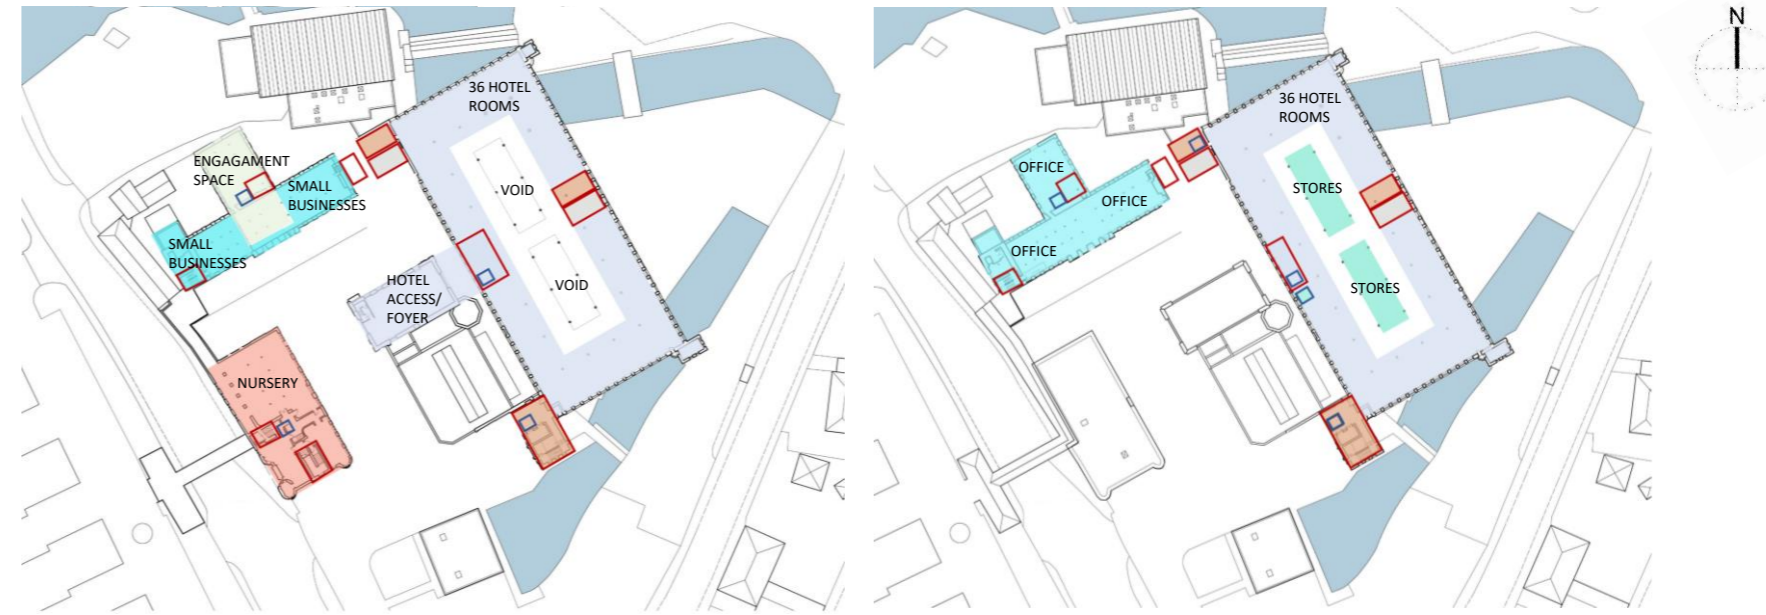 36 HOTEL
ROOMS
ENGAGAMENT
SPACE
SMALL
BUSINESSES
VOID
SMALL
BUSINESSES
HOTEL
ACCESS/
FOYER
VOID
NURSERY
36 HOTEL
ROOMS
OFFICE
STORES
OFFICE
OFFICE
STORES
N